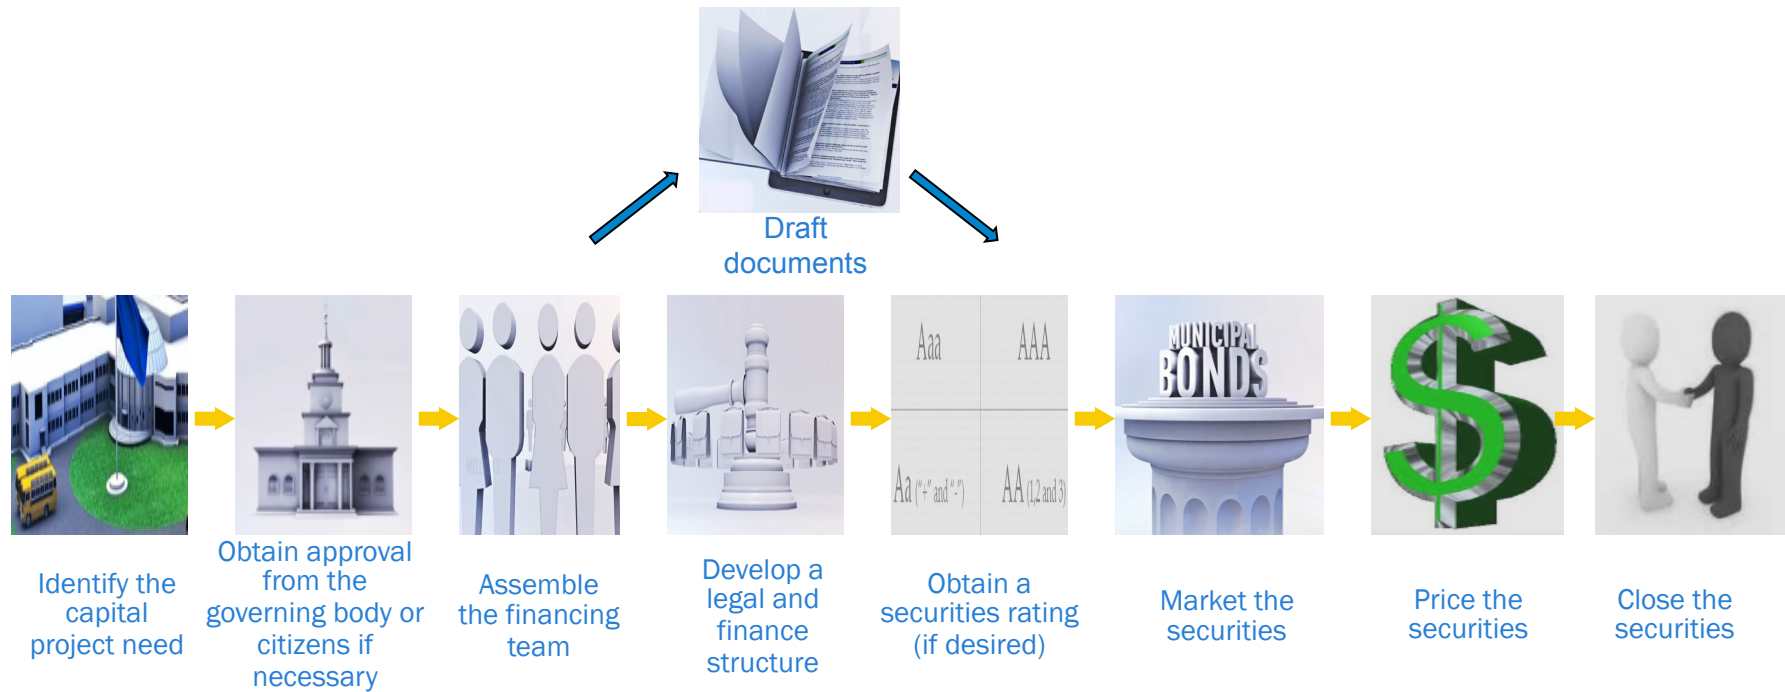 Draft
documents
Aaa
AAA
Aa (“+” and “-”)
AA (1,2 and 3)
MUNICIPAL
BONDS
Identify the
capital
project need
Obtain approval
from the
governing body or
citizens if
necessary
Assemble
the financing
team
Develop a
legal and
finance
structure
Obtain a
securities rating
(if desired)
Market the
securities
Price the
securities
Close the
securities